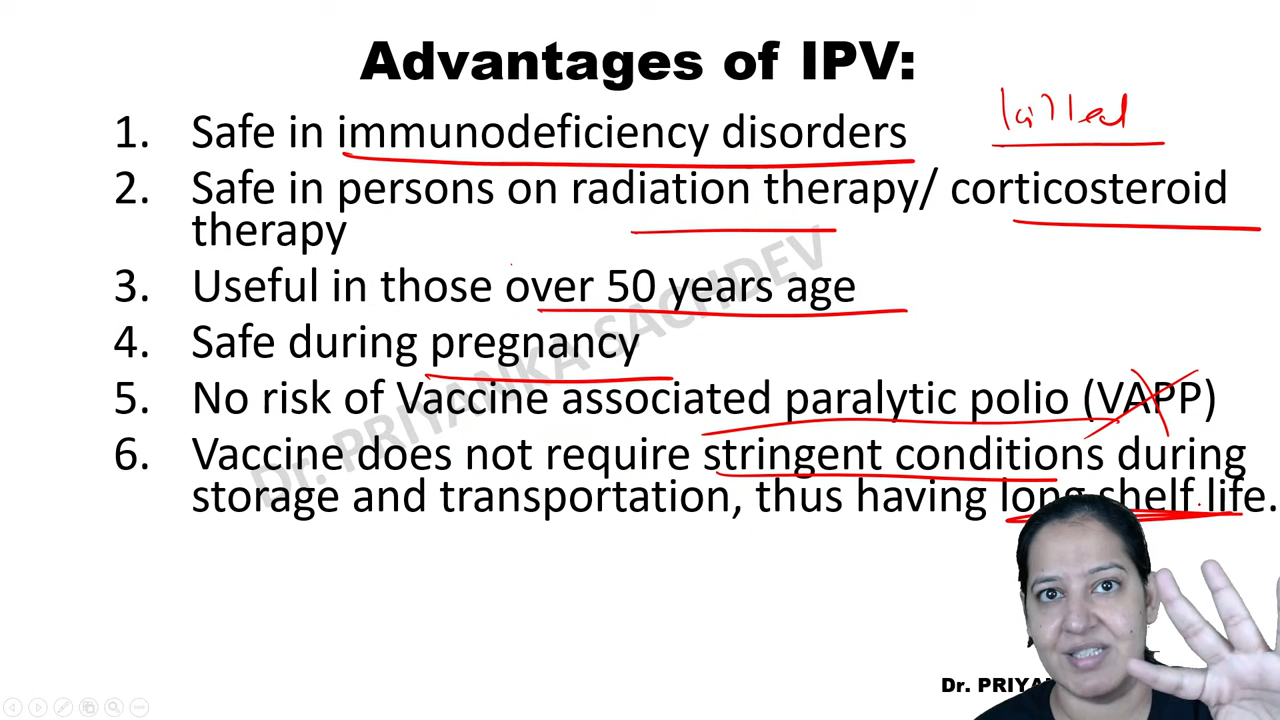 Advantages of IPV:
killed
1. Safe in immunodeficiency disorders
2. Safe in persons on radiation therapy/ corticosteroid
therapy
3. Useful in those over 50 years age
4. Safe during pregnancy
5. No risk of Vaccine associated paralytic polio (VAPP)
6. Vaccine does not require stringent conditions during
storage and transportation, thus having long shelf life.
Dr. PRIYANKA SACHDEV
Dr.